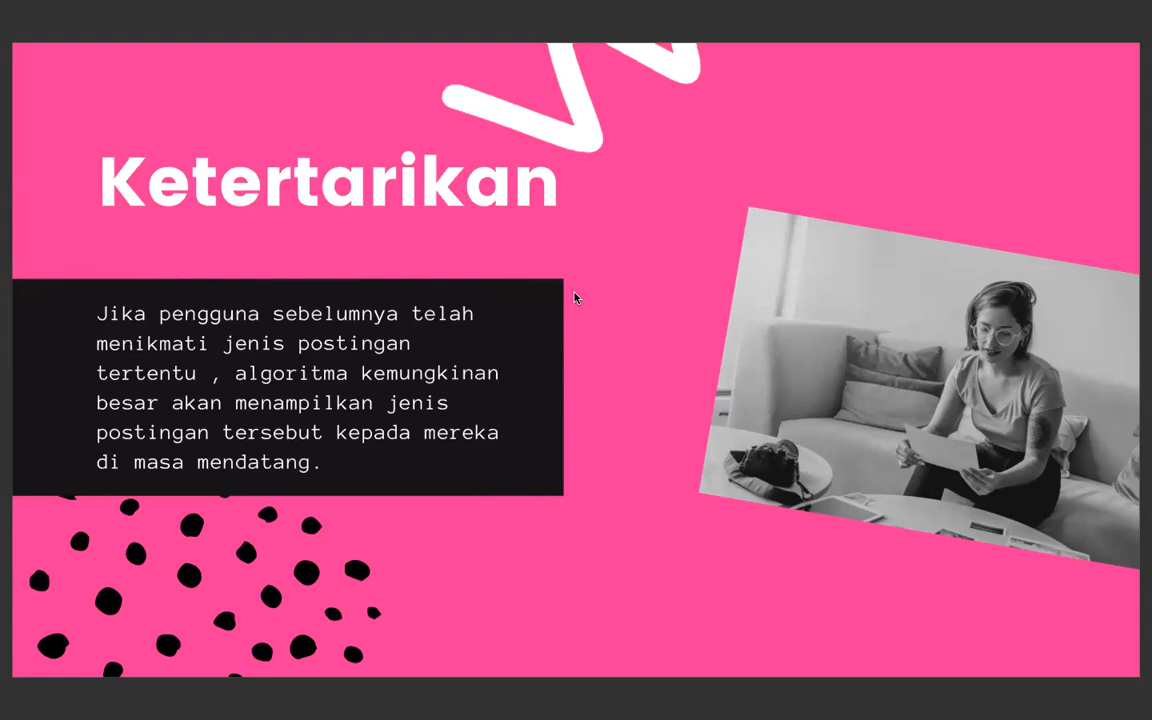 Ketertarikan
Jika pengguna sebelumnya telah
menikmati jenis postingan
tertentu , algoritma kemungkinan
besar akan menampilkan jenis
postingan tersebut kepada mereka
di masa mendatang.